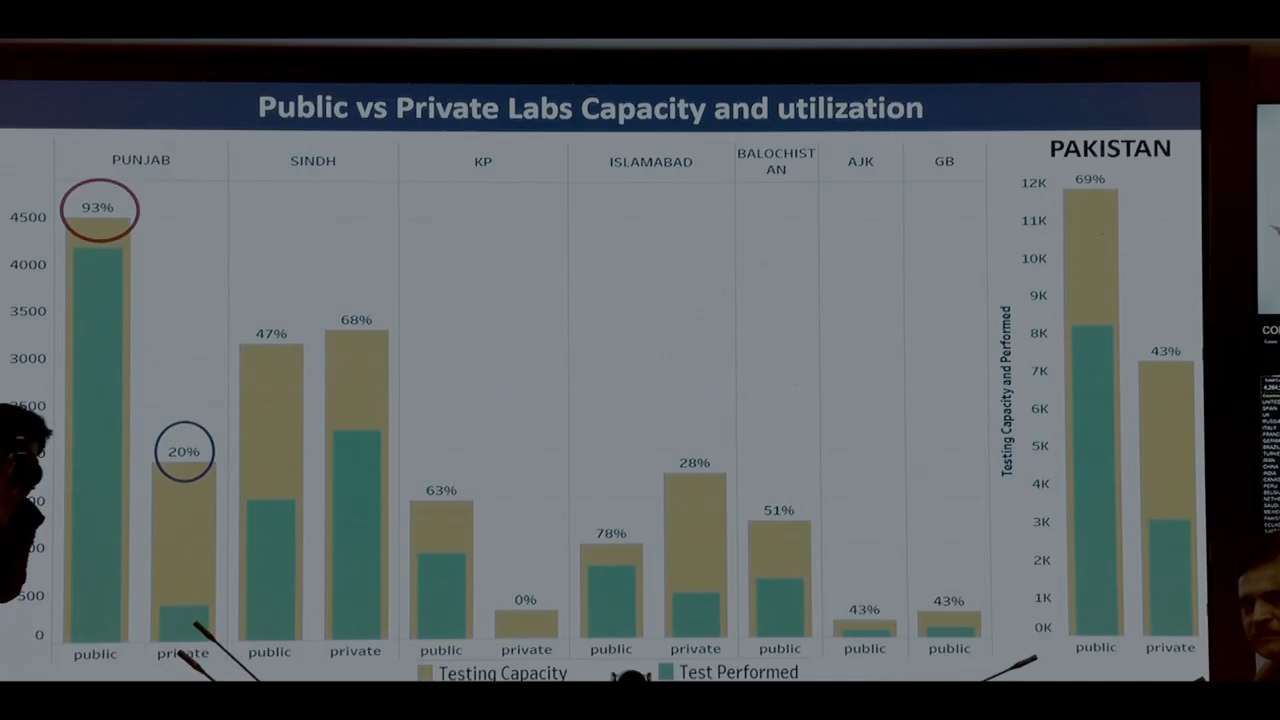 Public vs Private Labs Capacity and utilization
PUNJAB
SINDH
KP
ISLAMABAD
BALOCHIST
AN
AJK
GB
PAKISTAN
93%
20%
47%
68%
63%
0%
78%
28%
51%
43%
43%
69%
43%
4500
4000
3500
3000
500
0
12K
11K
10K
9K
8K
7K
6K
5K
4K
3K
2K
1K
0K
Testing Capacity and Performed
public
private
public
private
public
private
public
private
public
public
public
public
private
Testing Capacity
Test Performed